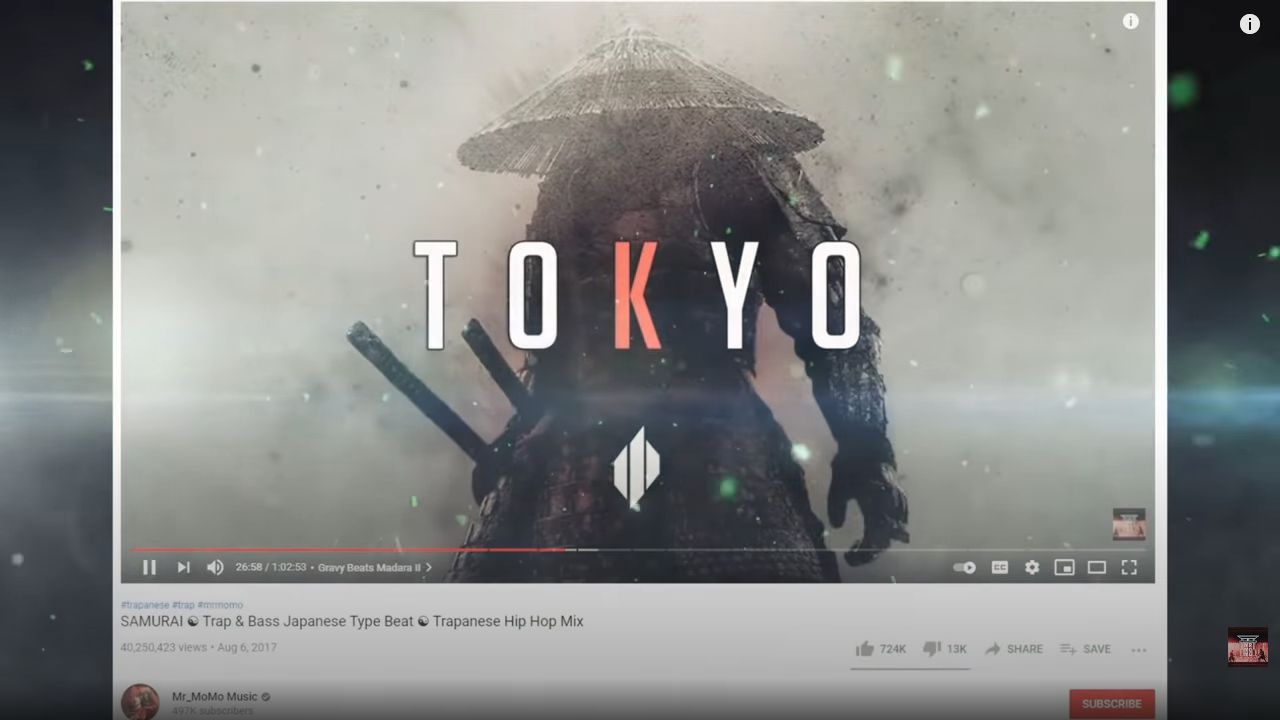 TOKYO
26:58 / 1:02:53 • Gravy Beats Madara II
CC
#trapanese #trap #mrmomo
SAMURAI ☯ Trap & Bass Japanese Type Beat ☯ Trapanese Hip Hop Mix
40,250,423 views • Aug 6, 2017
724K 13K SHARE SAVE
Mr_MoMo Music
497K subscribers
SUBSCRIBE